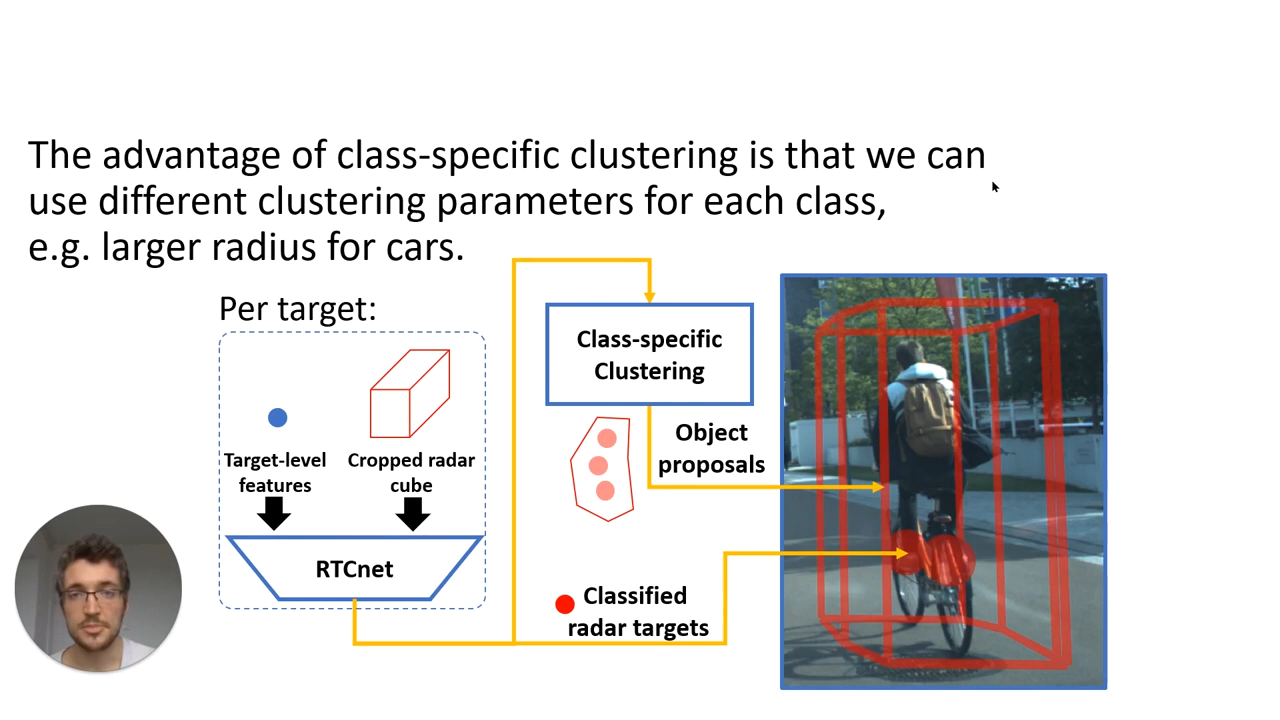 The advantage of class-specific clustering is that we can
use different clustering parameters for each class,
e.g. larger radius for cars.
Per target:
Target-level
features
Cropped radar
cube
RTCnet
Class-specific
Clustering
Object
proposals
Classified
radar targets